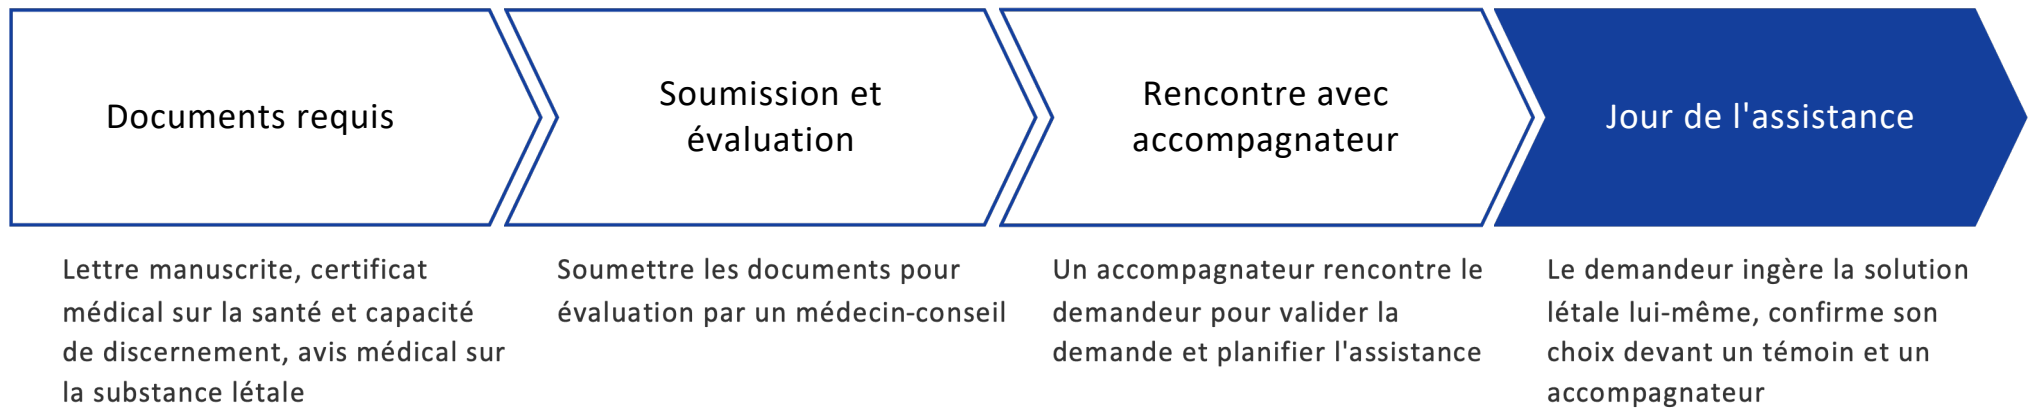 Documents requis
Soumission et
évaluation
Rencontre avec
accompagnateur
Jour de l'assistance
Lettre manuscrite, certificat
médical sur la santé et capacité
de discernement, avis médical sur
la substance létale
Soumettre les documents pour
évaluation par un médecin-conseil
Un accompagnateur rencontre le
demandeur pour valider la
demande et planifier l'assistance
Le demandeur ingère la solution
létale lui-même, confirme son
choix devant un témoin et un
accompagnateur